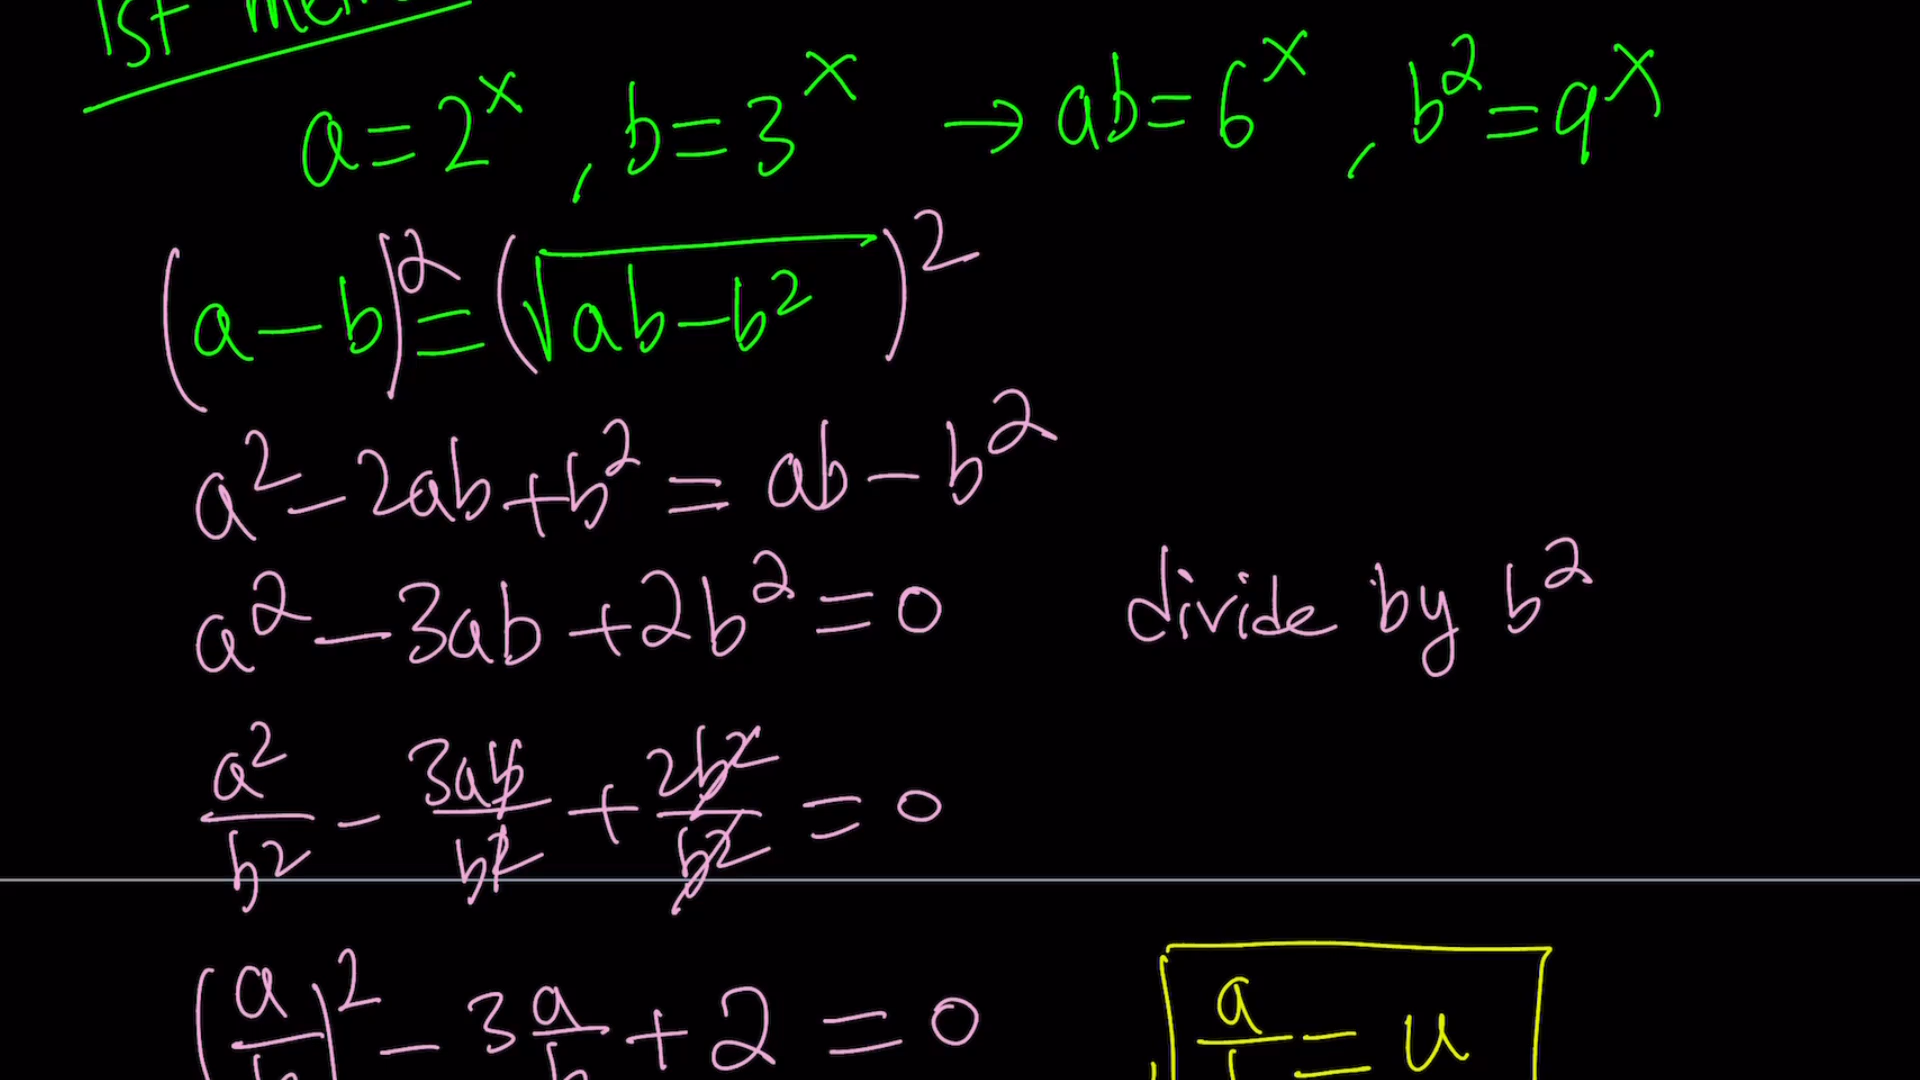 1st
a = 2^x , b = 3^x → ab = 6^x , b^2 = 9^x
(a - b)^2 = (√(ab - b^2))^2
a^2 - 2ab + b^2 = ab - b^2
a^2 - 3ab + 2b^2 = 0 divide by b^2
a^2/b^2 - 3ab/b^2 + 2b^2/b^2 = 0
(a/b)^2 - 3 a/b + 2 = 0
a/b = u